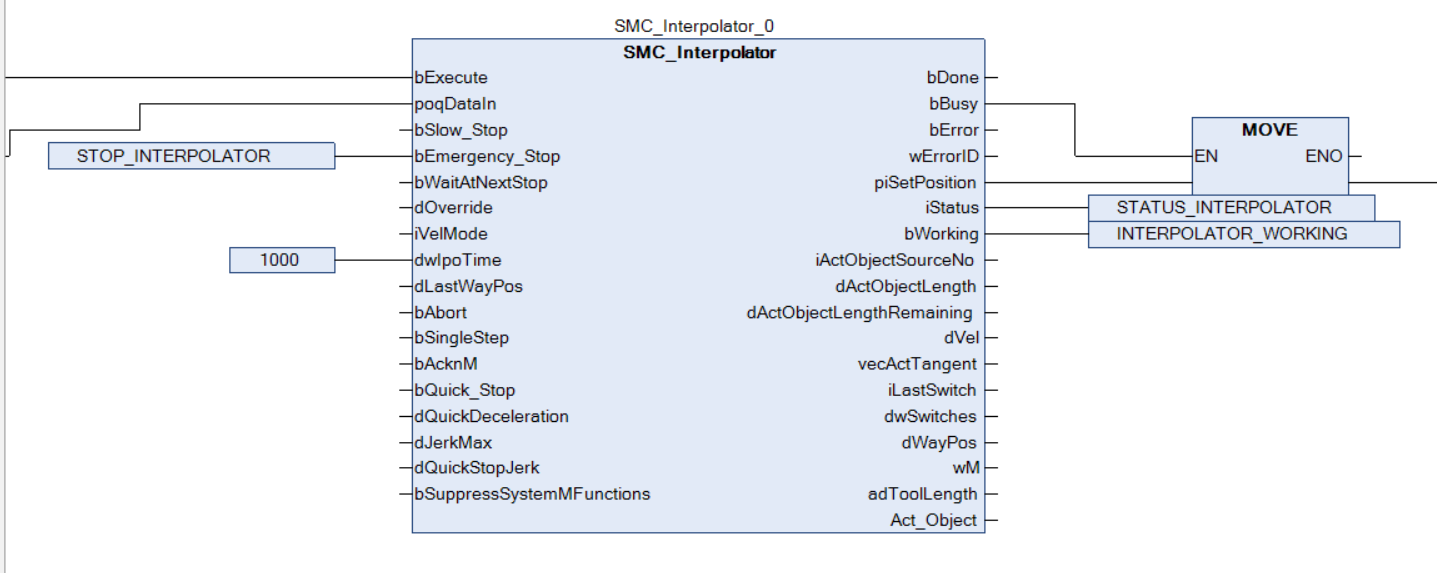 SMC_Interpolator_0
SMC_Interpolator
bExecute bDone
poqDataIn bBusy
MOVE
bSlow_Stop bError
STOP_INTERPOLATOR bEmergency_Stop wErrorID EN ENO
bWaitAtNextStop piSetPosition
dOverride iStatus STATUS_INTERPOLATOR
iVelMode bWorking INTERPOLATOR_WORKING
1000 dwIpoTime iActObjectSourceNo
dLastWayPos dActObjectLength
bAbort dActObjectLengthRemaining
bSingleStep dVel
bAcknM vecActTangent
bQuick_Stop iLastSwitch
dQuickDeceleration dwSwitches
dJerkMax dWayPos
dQuickStopJerk wM
bSuppressSystemMFunctions adToolLength
Act_Object